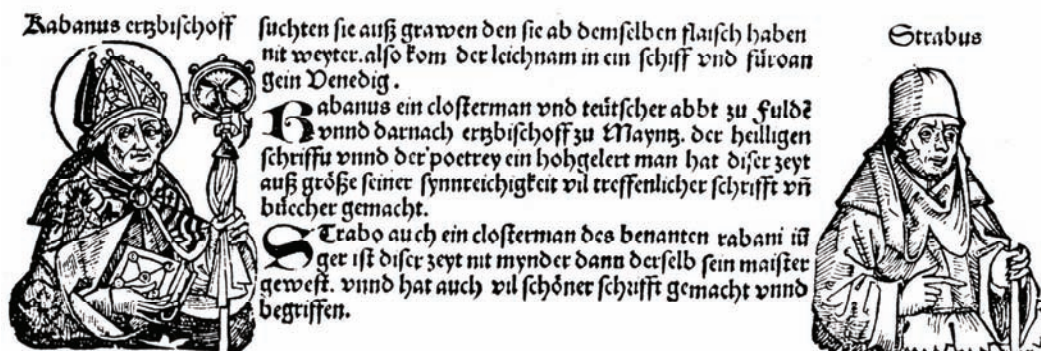 Rabanus ertzbischoff
suchten sie auß grawen den sie ab demselben flaisch haben
nit weyter. also kom der leichnam in ein schiff vnd füroan
gein Venedig.
Rabanus ein closterman vnd teütscher abbt zu Fuldē
vnnd darnach ertzbischoff zu Mayntz. der heilligen
schrifft vnnd der poetrey ein hohgelert man hat diser zeyt
auß größe seiner synnreichigkeit vil treffenlicher schrifft vn̄
büecher gemacht.
STrabo auch ein closterman des benanten rabani iū
ger ist diser zeyt nit mynder dann derselb sein maister
gewest. vnnd hat auch vil schöner schrifft gemacht vnnd
begriffen.
Strabus